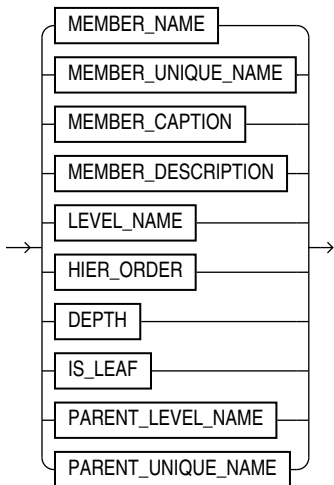 MEMBER_NAME
MEMBER_UNIQUE_NAME
MEMBER_CAPTION
MEMBER_DESCRIPTION
LEVEL_NAME
HIER_ORDER
DEPTH
IS_LEAF
PARENT_LEVEL_NAME
PARENT_UNIQUE_NAME